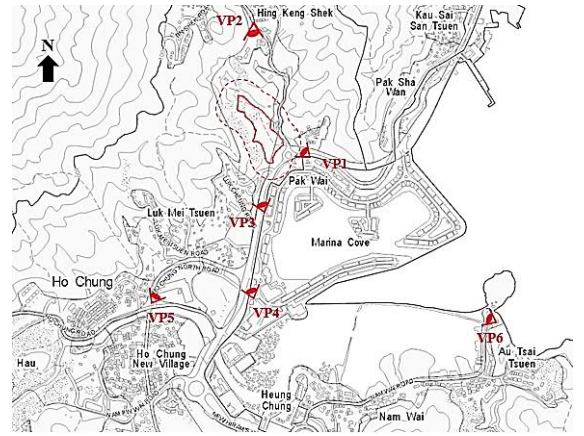 Hing Keng Shek
VP2
Kau Sai
San Tsuen
N
Pak Sha
Wan
VP1
Pak Wai
Luk Mei Tsuen
VP3
Marina Cove
Ho Chung
VP4
VP5
VP6
Au Tsai
Tsuen
Hau
Ho Chung
New Village
Heung
Chung
Nam Wai